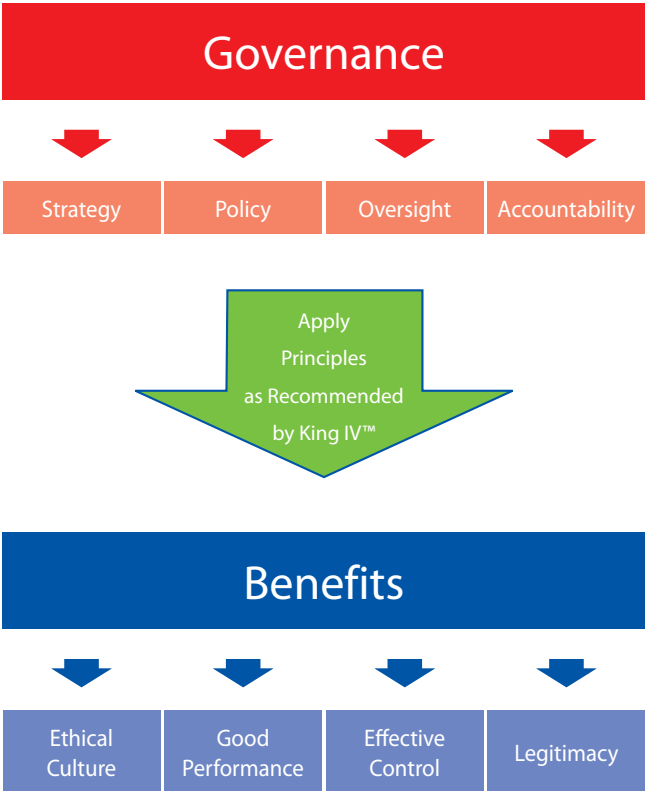 Governance
Strategy
Policy
Oversight
Accountability
Apply
Principles
as Recommended
by King IV™
Benefits
Ethical
Culture
Good
Performance
Effective
Control
Legitimacy